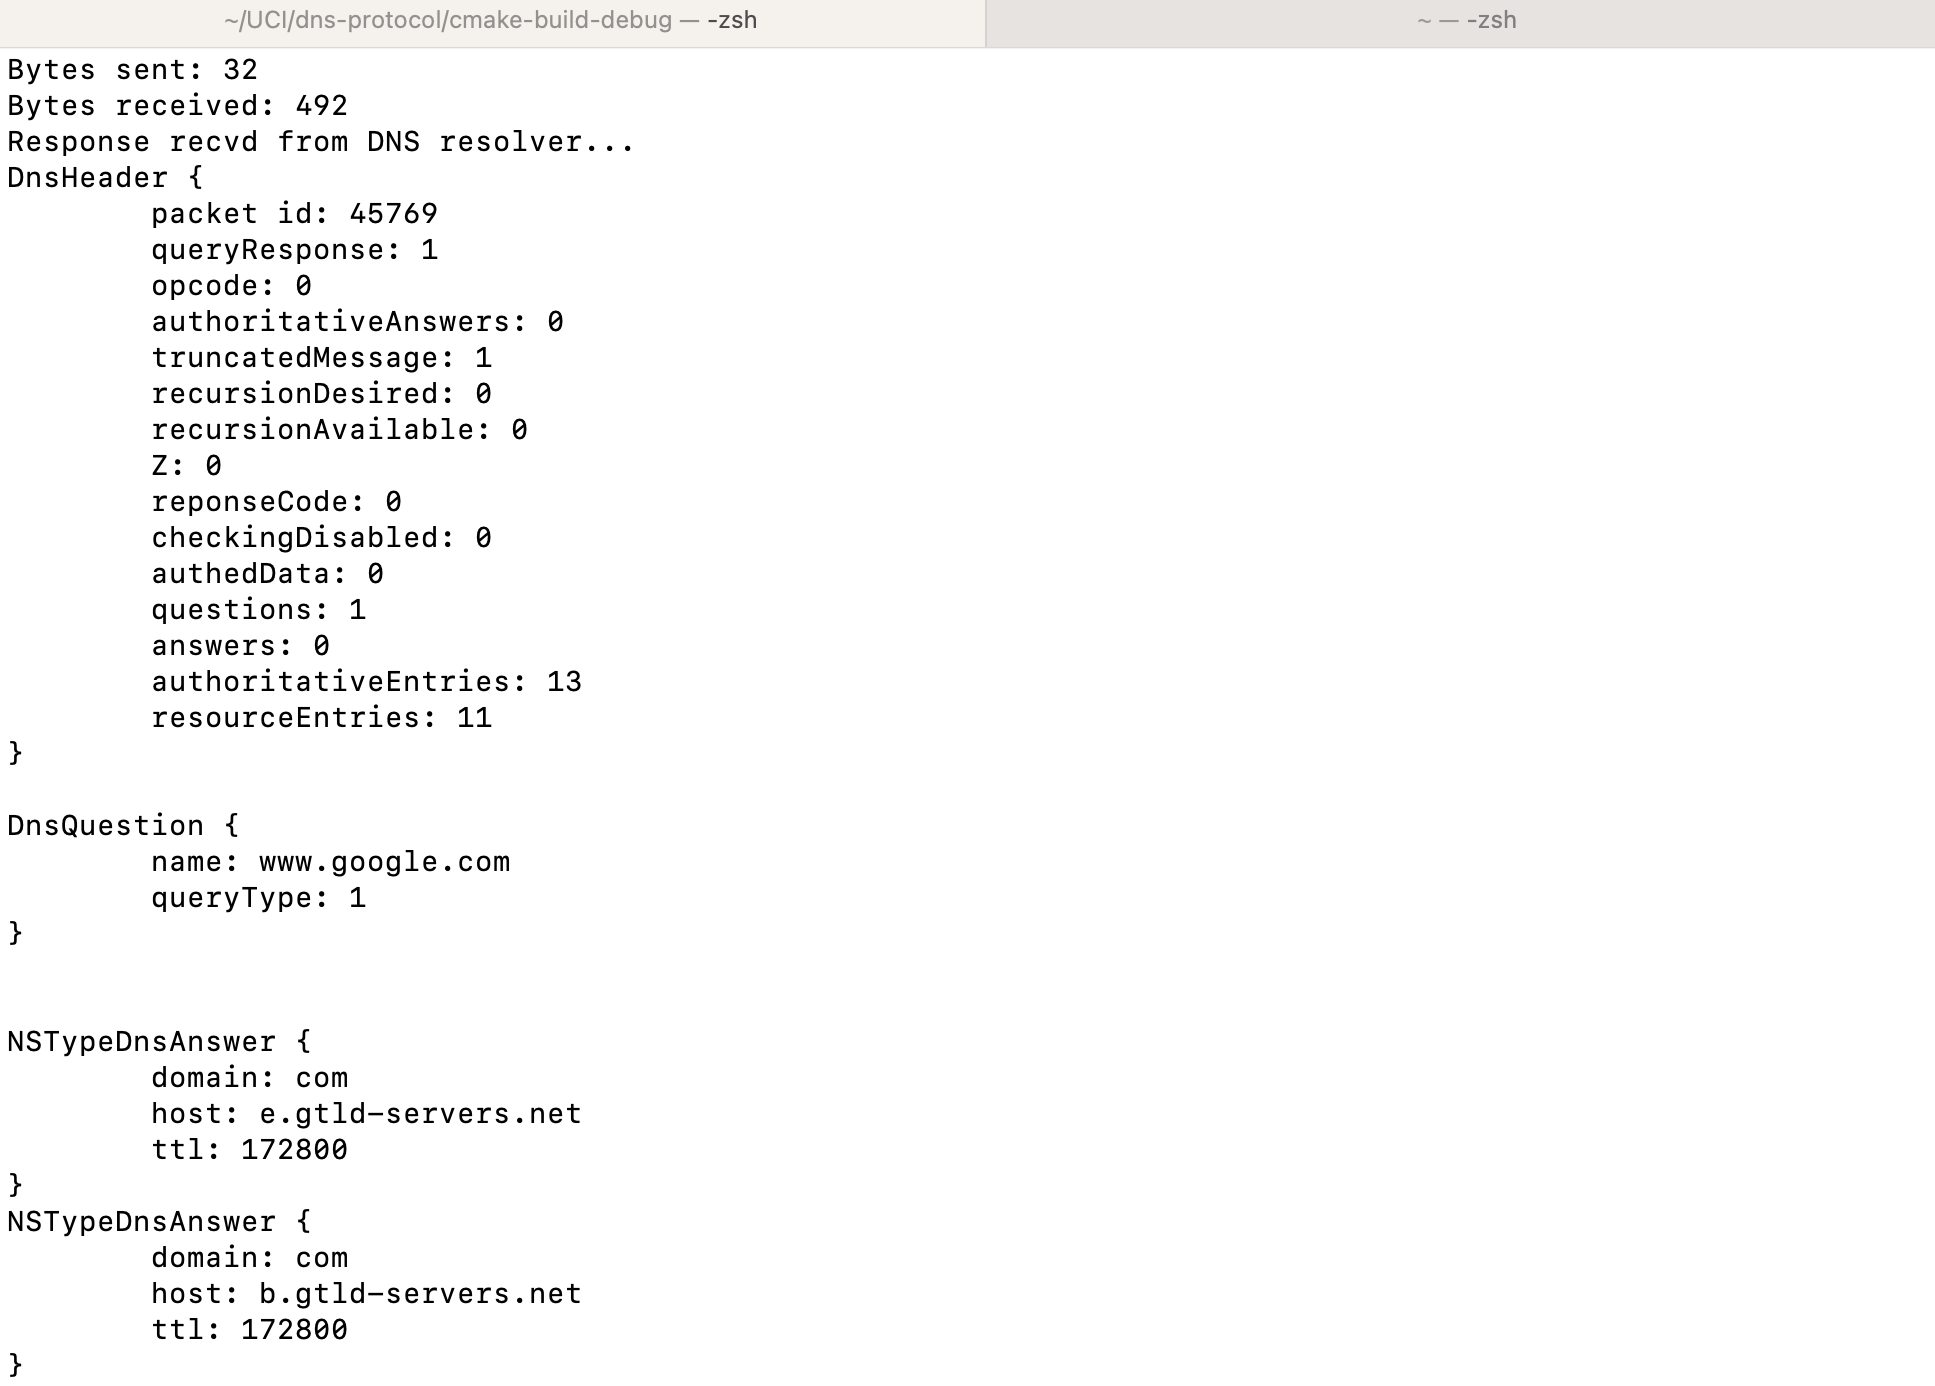 ~/UCI/dns-protocol/cmake-build-debug — -zsh
~ — -zsh
Bytes sent: 32
Bytes received: 492
Response recvd from DNS resolver...
DnsHeader {
        packet id: 45769
        queryResponse: 1
        opcode: 0
        authoritativeAnswers: 0
        truncatedMessage: 1
        recursionDesired: 0
        recursionAvailable: 0
        Z: 0
        reponseCode: 0
        checkingDisabled: 0
        authedData: 0
        questions: 1
        answers: 0
        authoritativeEntries: 13
        resourceEntries: 11
}
DnsQuestion {
        name: www.google.com
        queryType: 1
}
NSTypeDnsAnswer {
        domain: com
        host: e.gtld-servers.net
        ttl: 172800
}
NSTypeDnsAnswer {
        domain: com
        host: b.gtld-servers.net
        ttl: 172800
}